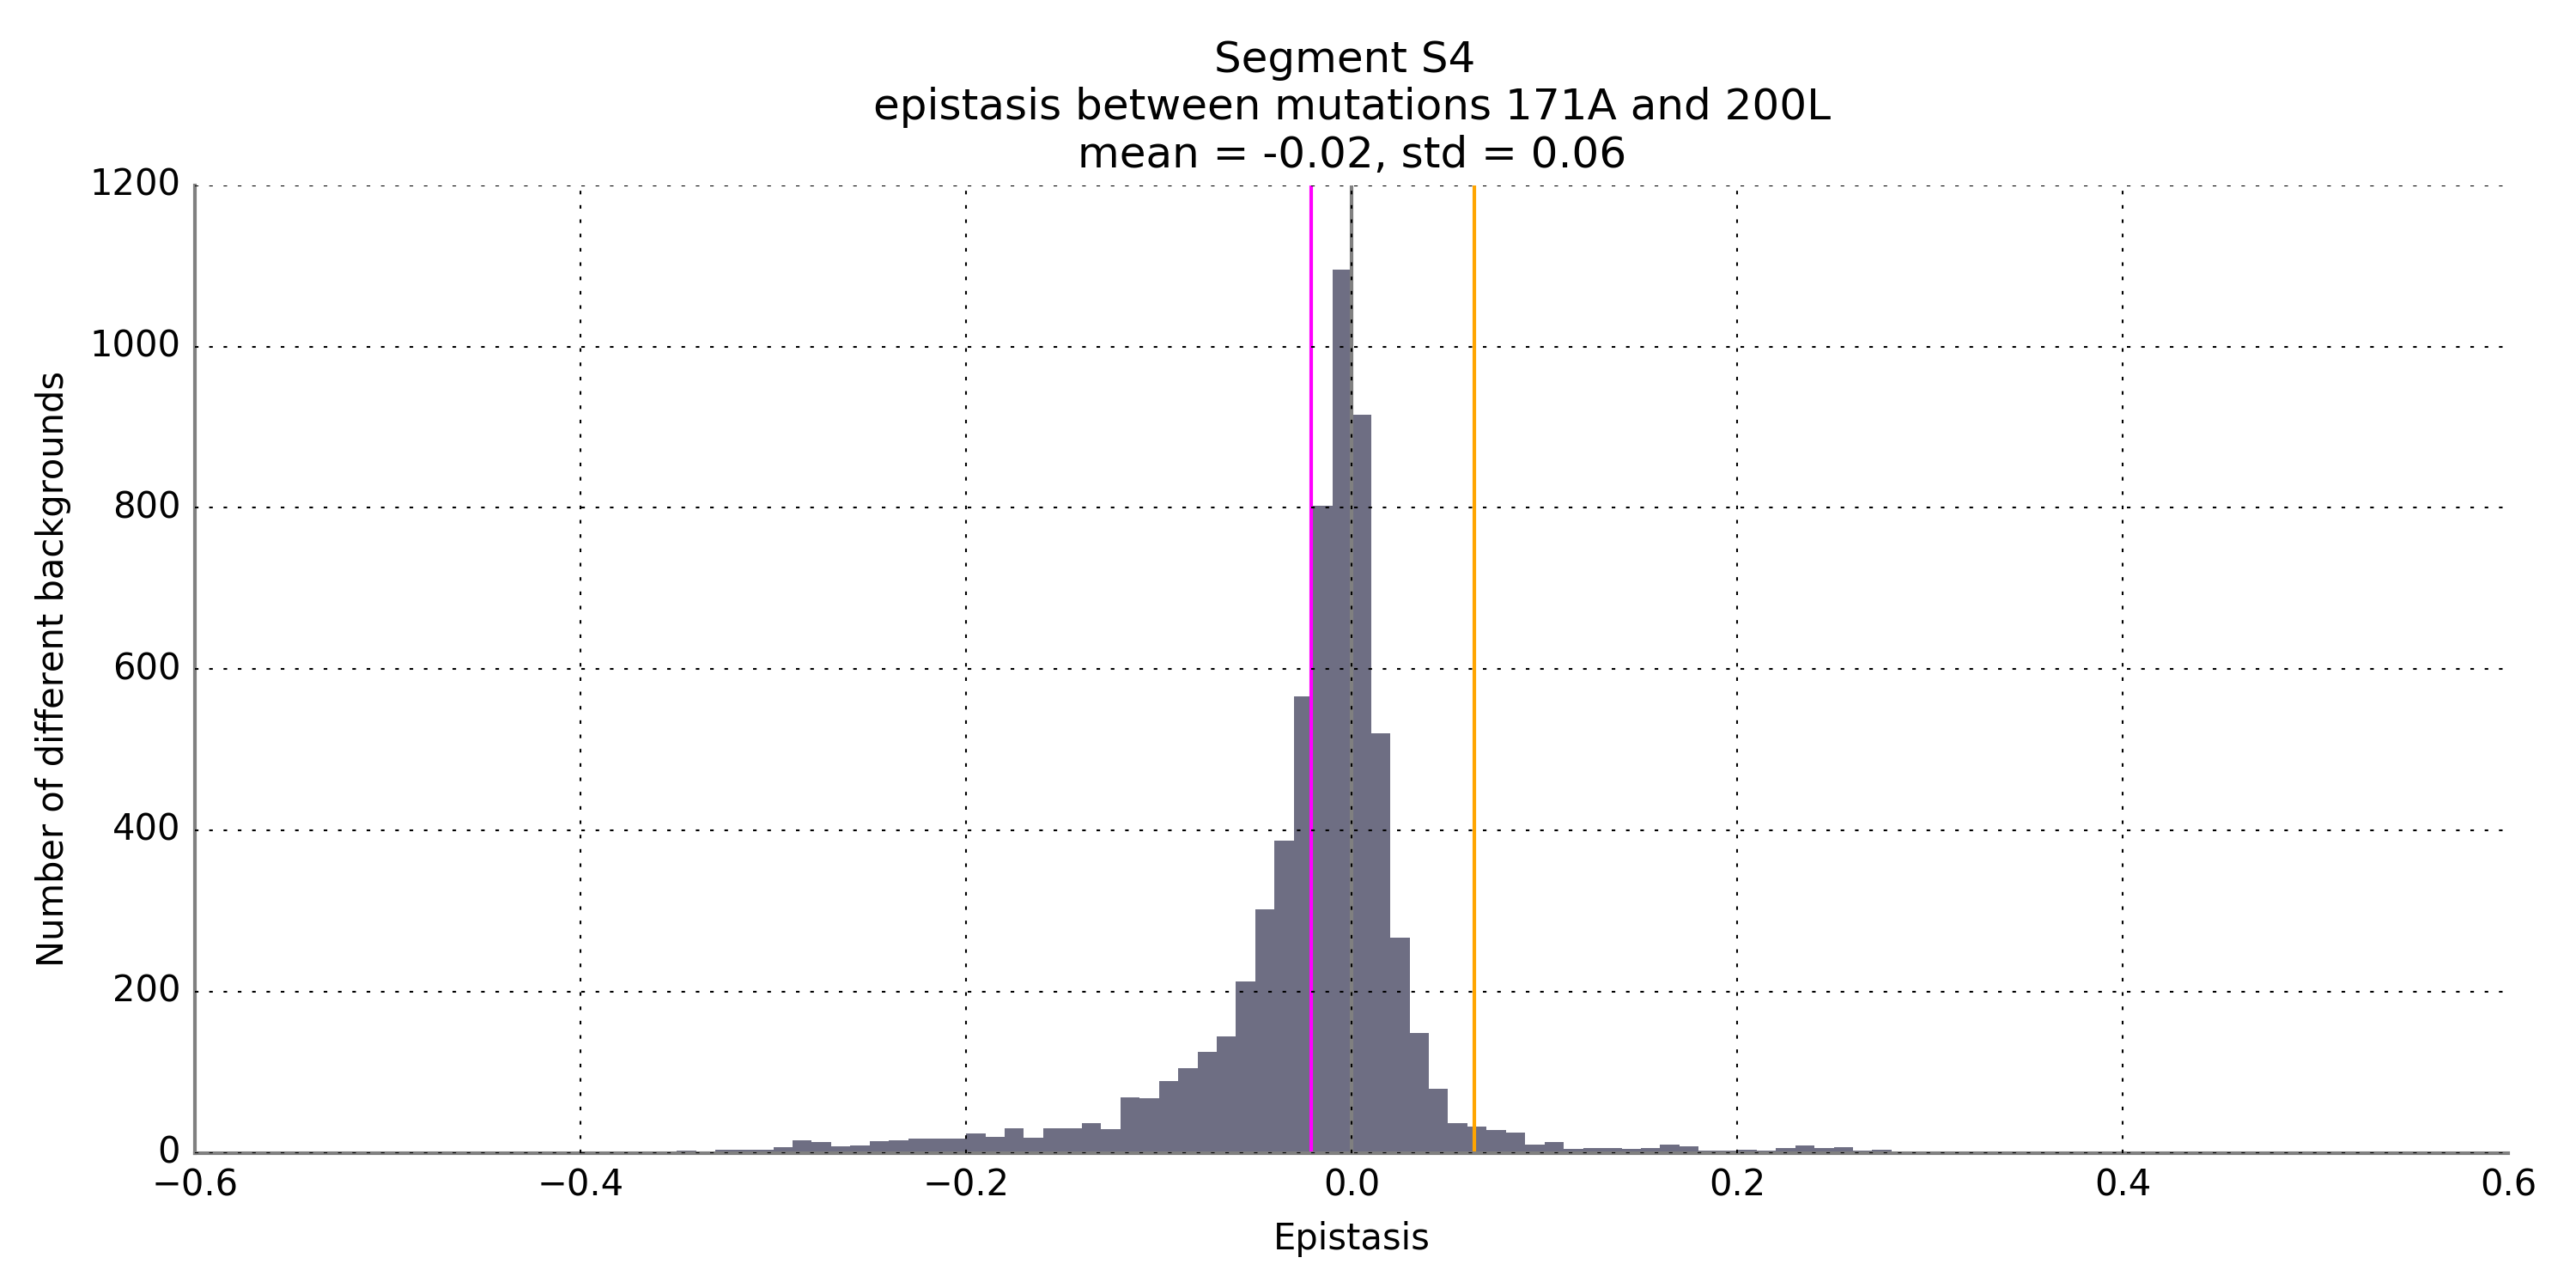 Segment S4
epistasis between mutations 171A and 200L
mean = -0.02, std = 0.06
1200
1000
800
600
400
200
0
Number of different backgrounds
−0.6 −0.4 −0.2 0.0 0.2 0.4 0.6
Epistasis